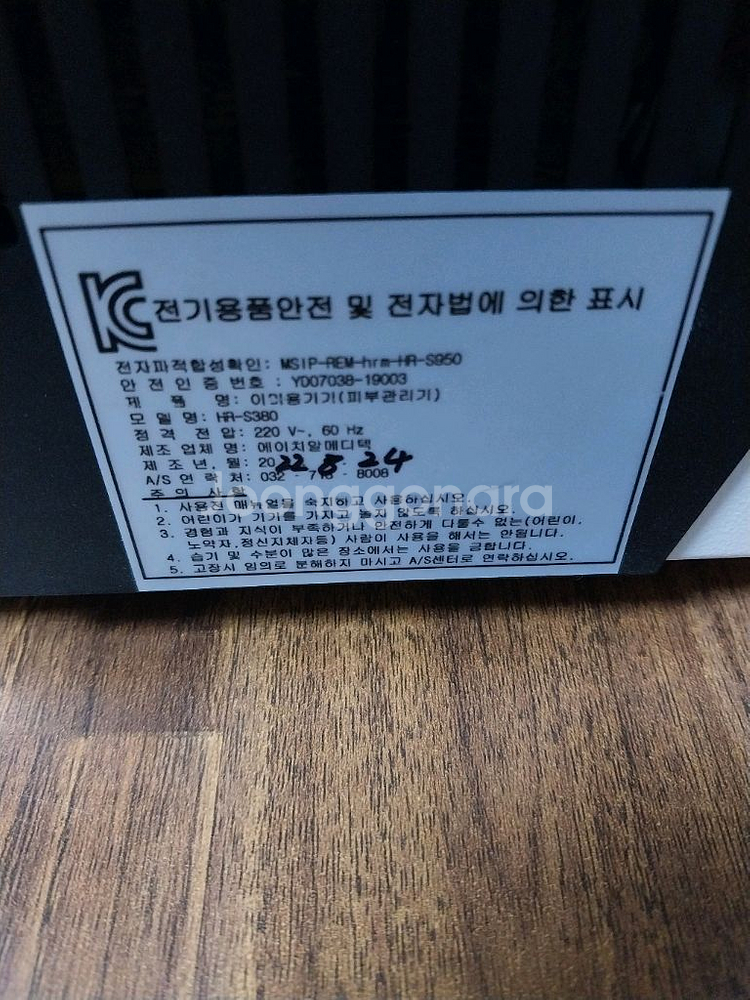 KC 전기용품안전 및 전자법에 의한 표시
전자파적합성확인: MSIP-REM-hrm-HR-S950
안 전 인 증 번 호 : YD07038-19003
제 품 명: 이미용기기(피부관리기)
모 델 명: HR-S380
정 격 전 압: 220 V~, 60 Hz
제조 업체 명: 에이치알메디텍
제 조 년, 월: 20 22. 8. 24
A/S 연 락 처: 032 - 8008
주 의 사 항
joonggonara
1. 사용전 매뉴얼을 숙지하고 사용하십시오.
2. 어린이가 기기를 가지고 놀지 않도록 하십시오.
3. 경험과 지식이 부족하거나 안전하게 다룰수 없는(어린이.
노약자,정신지체자등) 사람이 사용을 해서는 안됩니다.
4. 습기 및 수분이 많은 장소에서는 사용을 금합니다.
5. 고장시 임의로 분해하지 마시고 A/S센터로 연락하십시오.